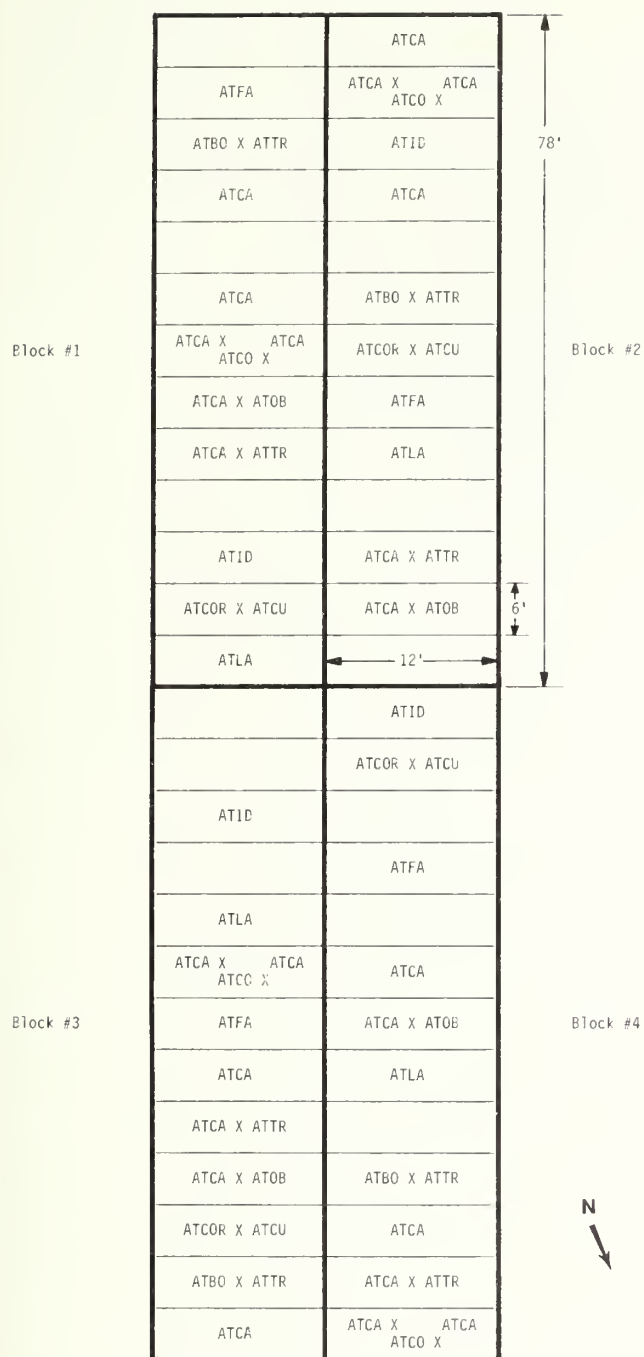 ATCA
ATFA
ATCA X ATCA
ATCO X
ATBO X ATTR
ATID
78'
ATCA
ATCA
ATCA
ATBO X ATTR
Block #1
ATCA X ATCA
ATCO X
ATCOR X ATCU
Block #2
ATCA X ATOB
ATFA
ATCA X ATTR
ATLA
ATID
ATCA X ATTR
ATCOR X ATCU
ATCA X ATOB
6'
ATLA
12'
ATID
ATCOR X ATCU
ATID
ATFA
ATLA
ATCA X ATCA
ATCO X
ATCA
Block #3
ATFA
ATCA X ATOB
Block #4
ATCA
ATLA
ATCA X ATTR
ATCA X ATOB
ATBO X ATTR
N
ATCOR X ATCU
ATCA
ATBO X ATTR
ATCA X ATTR
ATCA
ATCA X ATCA
ATCO X